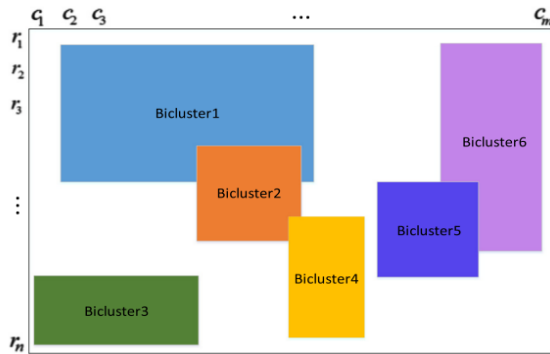 c₁ c₂ c₃ ... cₘ
r₁
r₂
r₃
Bicluster1
Bicluster6
Bicluster2
⋮
Bicluster5
Bicluster4
Bicluster3
rₙ